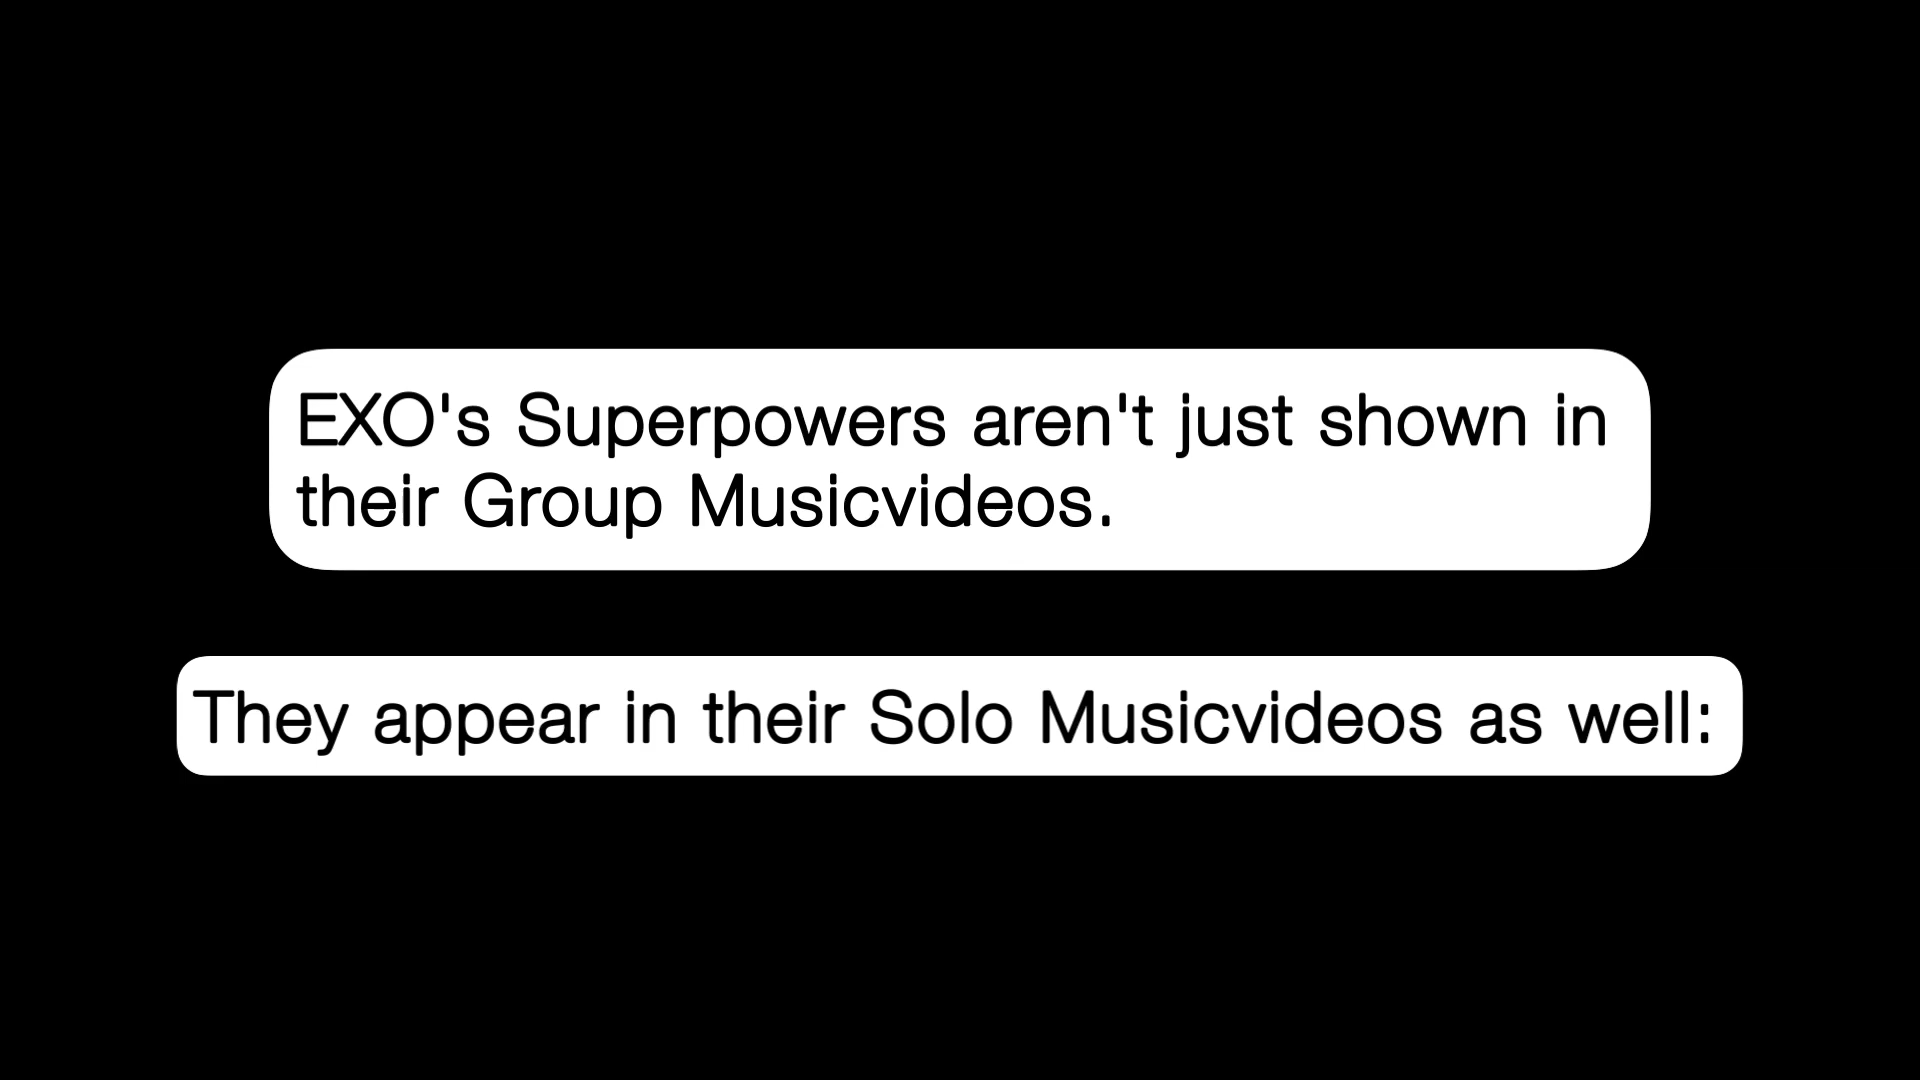 EXO's Superpowers aren't just shown in
their Group Musicvideos.
They appear in their Solo Musicvideos as well: